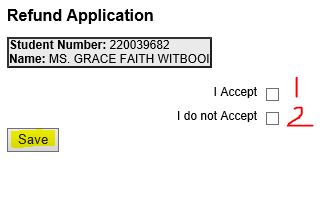 Refund Application
Student Number: 220039682
Name: MS. GRACE FAITH WITBOOI
I Accept 1
I do not Accept 2
Save